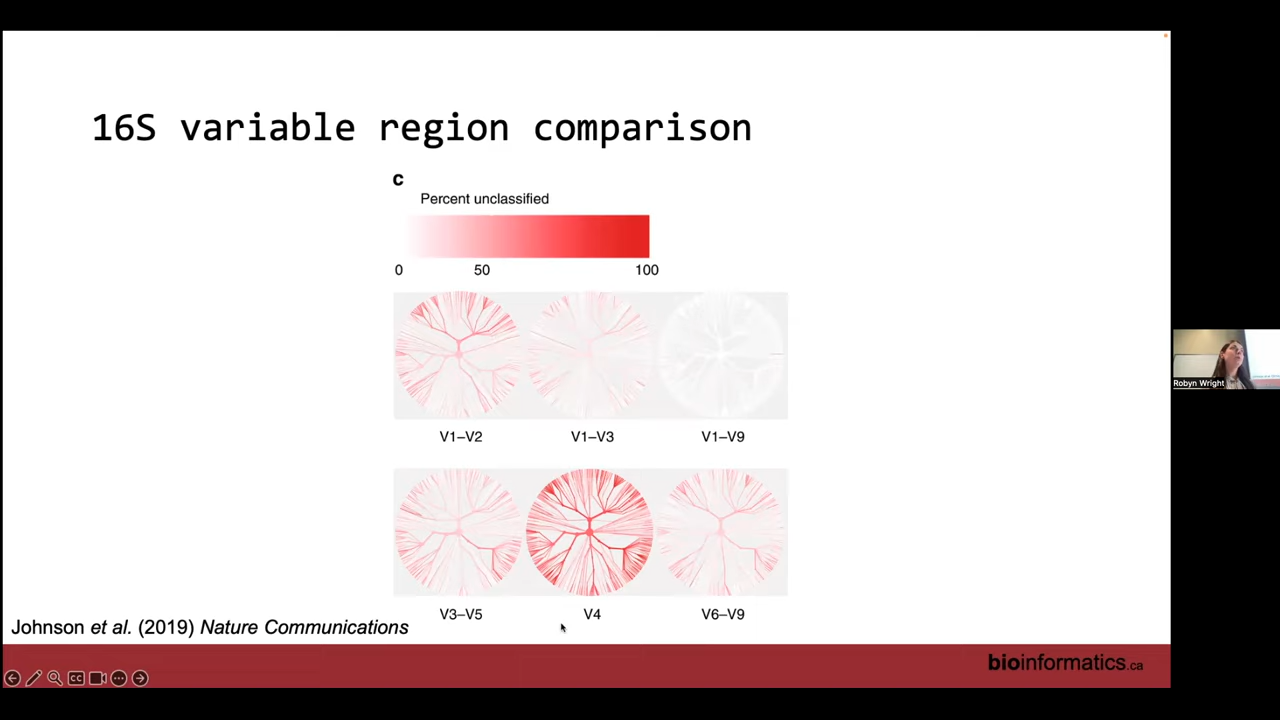 16S variable region comparison
c
Percent unclassified
0 50 100
V1–V2 V1–V3 V1–V9
V3–V5 V4 V6–V9
Johnson et al. (2019) Nature Communications
bioinformatics.ca
CC
Robyn Wright